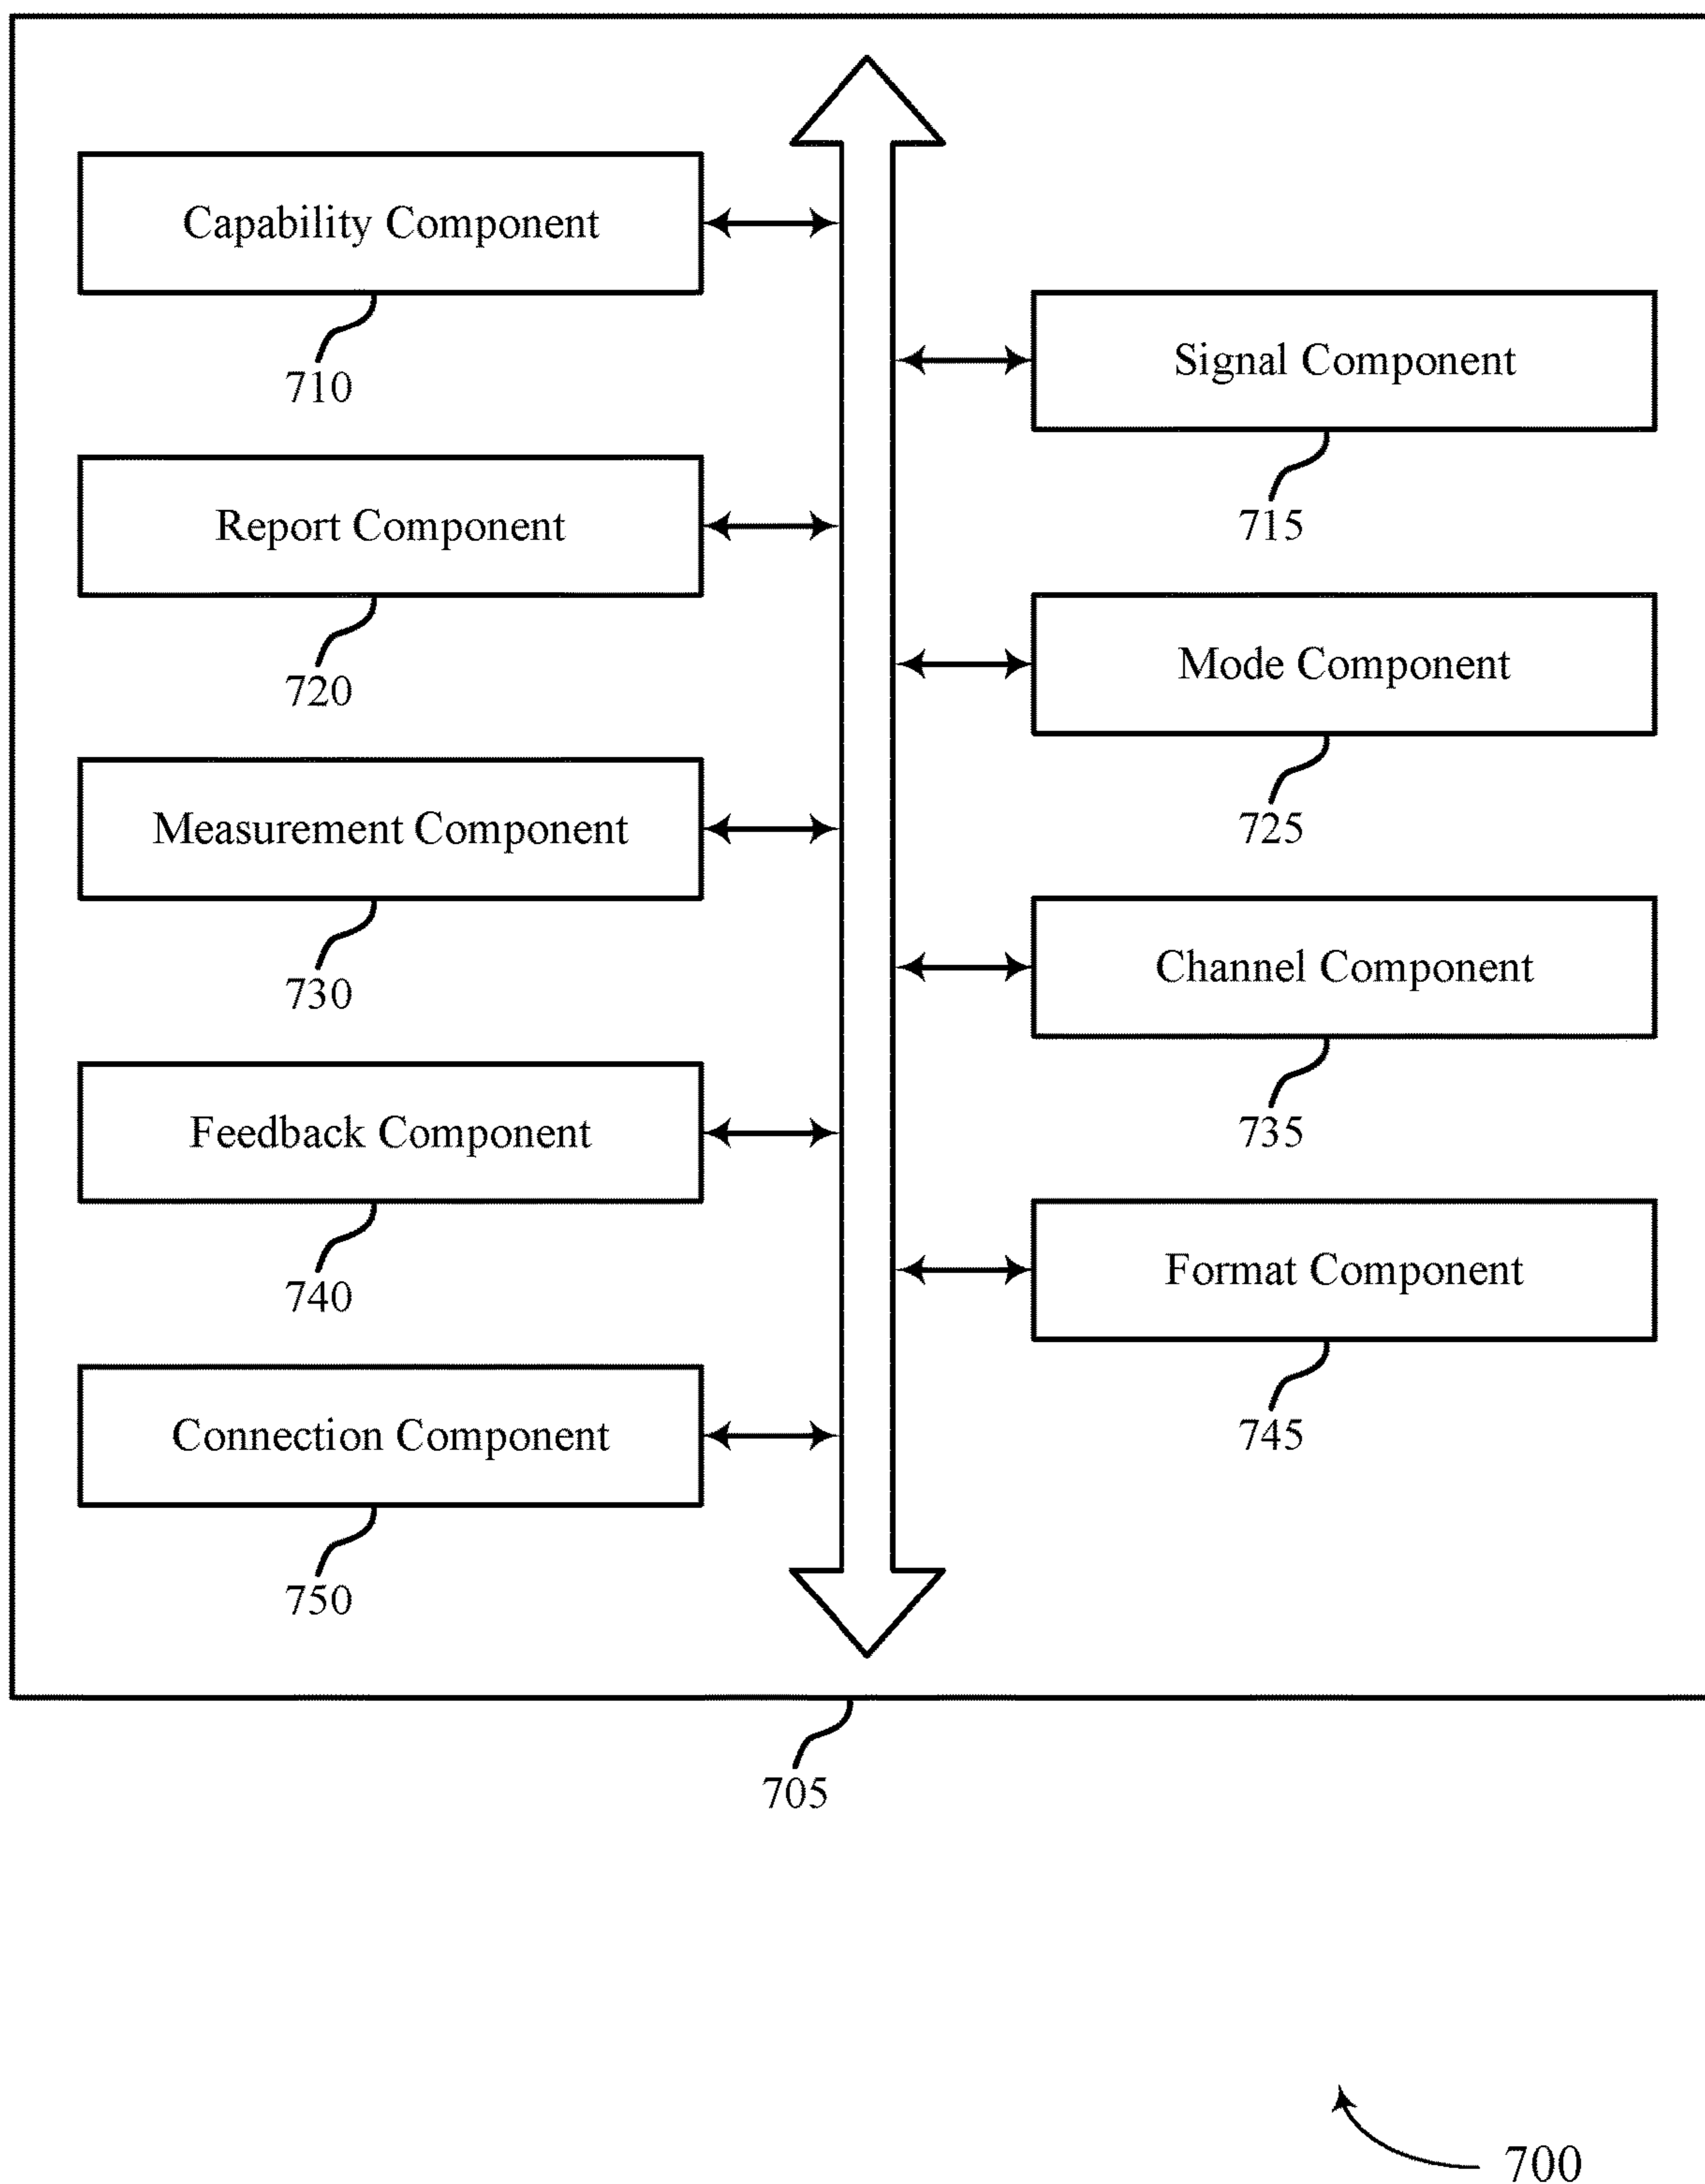 Capability Component
710
Signal Component
715
Report Component
720
Mode Component
725
Measurement Component
730
Channel Component
735
Feedback Component
740
Format Component
745
Connection Component
750
705
700